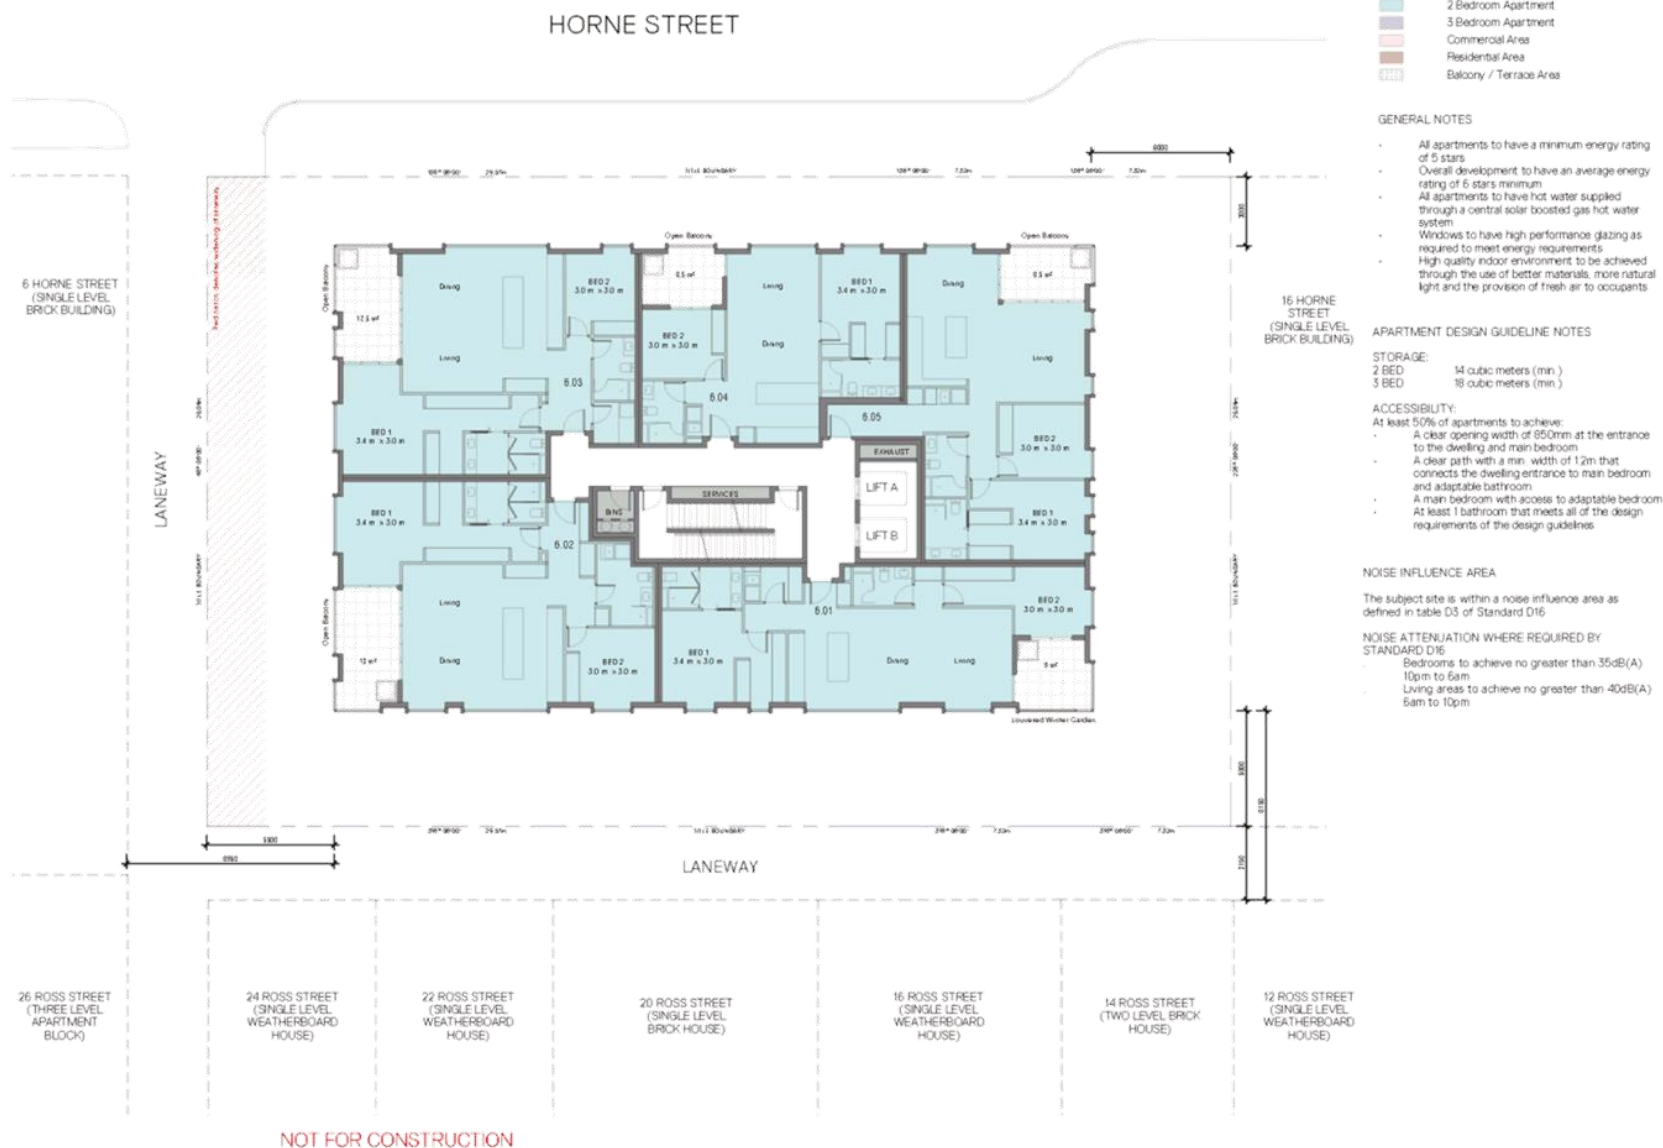 HORNE STREET
2 Bedroom Apartment
3 Bedroom Apartment
Commercial Area
Residential Area
Balcony / Terrace Area
GENERAL NOTES
All apartments to have a minimum energy rating
of 5 stars
Overall development to have an average energy
rating of 6 stars minimum
All apartments to have hot water supplied
through a central solar boosted gas hot water
system
Windows to have high performance glazing as
required to meet energy requirements
High quality indoor environment to be achieved
through the use of better materials, more natural
light and the provision of fresh air to occupants
APARTMENT DESIGN GUIDELINE NOTES
STORAGE:
2 BED 14 cubic meters (min.)
3 BED 18 cubic meters (min.)
ACCESSIBILITY:
At least 50% of apartments to achieve:
A clear opening width of 850mm at the entrance
to the dwelling and main bedroom
A clear path with a min. width of 1.2m that
connects the dwelling entrance to main bedroom
and adaptable bathroom
A main bedroom with access to adaptable bedroom
At least 1 bathroom that meets all of the design
requirements of the design guidelines
NOISE INFLUENCE AREA
The subject site is within a noise influence area as
defined in table D3 of Standard D16
NOISE ATTENUATION WHERE REQUIRED BY
STANDARD D16
Bedrooms to achieve no greater than 35dB(A)
10pm to 6am
Living areas to achieve no greater than 40dB(A)
6am to 10pm
6 HORNE STREET
(SINGLE LEVEL
BRICK BUILDING)
16 HORNE
STREET
(SINGLE LEVEL
BRICK BUILDING)
LANEWAY
TITLE BOUNDARY
6000
3000
Open Balcony
Open Balcony
Open Balcony
Dining
Living
BED 2
3.0 m x 3.0 m
6.03
BED 1
3.4 m x 3.0 m
8.5 m²
BED 2
3.0 m x 3.0 m
Living
Dining
BED 1
3.4 m x 3.0 m
6.04
Dining
8.5 m²
Living
6.05
BED 2
3.0 m x 3.0 m
BED 1
3.4 m x 3.0 m
EXHAUST
LIFT A
LIFT B
SERVICES
BINS
BED 1
3.4 m x 3.0 m
6.02
Living
Dining
Open Balcony
BED 2
3.0 m x 3.0 m
6.01
BED 1
3.4 m x 3.0 m
Dining
Living
BED 2
3.0 m x 3.0 m
Louvered Winter Garden
TITLE BOUNDARY
LANEWAY
26 ROSS STREET
(THREE LEVEL
APARTMENT
BLOCK)
24 ROSS STREET
(SINGLE LEVEL
WEATHERBOARD
HOUSE)
22 ROSS STREET
(SINGLE LEVEL
WEATHERBOARD
HOUSE)
20 ROSS STREET
(SINGLE LEVEL
BRICK HOUSE)
16 ROSS STREET
(SINGLE LEVEL
WEATHERBOARD
HOUSE)
14 ROSS STREET
(TWO LEVEL BRICK
HOUSE)
12 ROSS STREET
(SINGLE LEVEL
WEATHERBOARD
HOUSE)
NOT FOR CONSTRUCTION